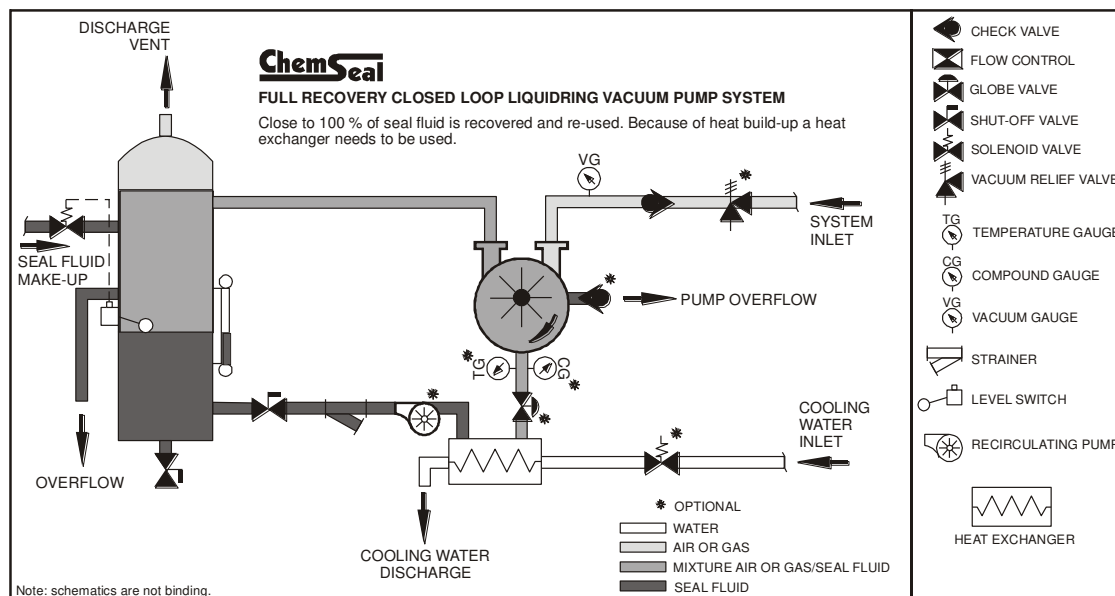 DISCHARGE
VENT
ChemSeal
FULL RECOVERY CLOSED LOOP LIQUIDRING VACUUM PUMP SYSTEM
Close to 100 % of seal fluid is recovered and re-used. Because of heat build-up a heat
exchanger needs to be used.
VG
*
SYSTEM
INLET
SEAL FLUID
MAKE-UP
*
PUMP OVERFLOW
*
TG
CG
*
*
*
OVERFLOW
COOLING
WATER
INLET
*
COOLING WATER
DISCHARGE
* OPTIONAL
WATER
AIR OR GAS
MIXTURE AIR OR GAS/SEAL FLUID
SEAL FLUID
Note: schematics are not binding.
CHECK VALVE
FLOW CONTROL
GLOBE VALVE
SHUT-OFF VALVE
SOLENOID VALVE
VACUUM RELIEF VALVE
TG
TEMPERATURE GAUGE
CG
COMPOUND GAUGE
VG
VACUUM GAUGE
STRAINER
LEVEL SWITCH
RECIRCULATING PUMP
HEAT EXCHANGER